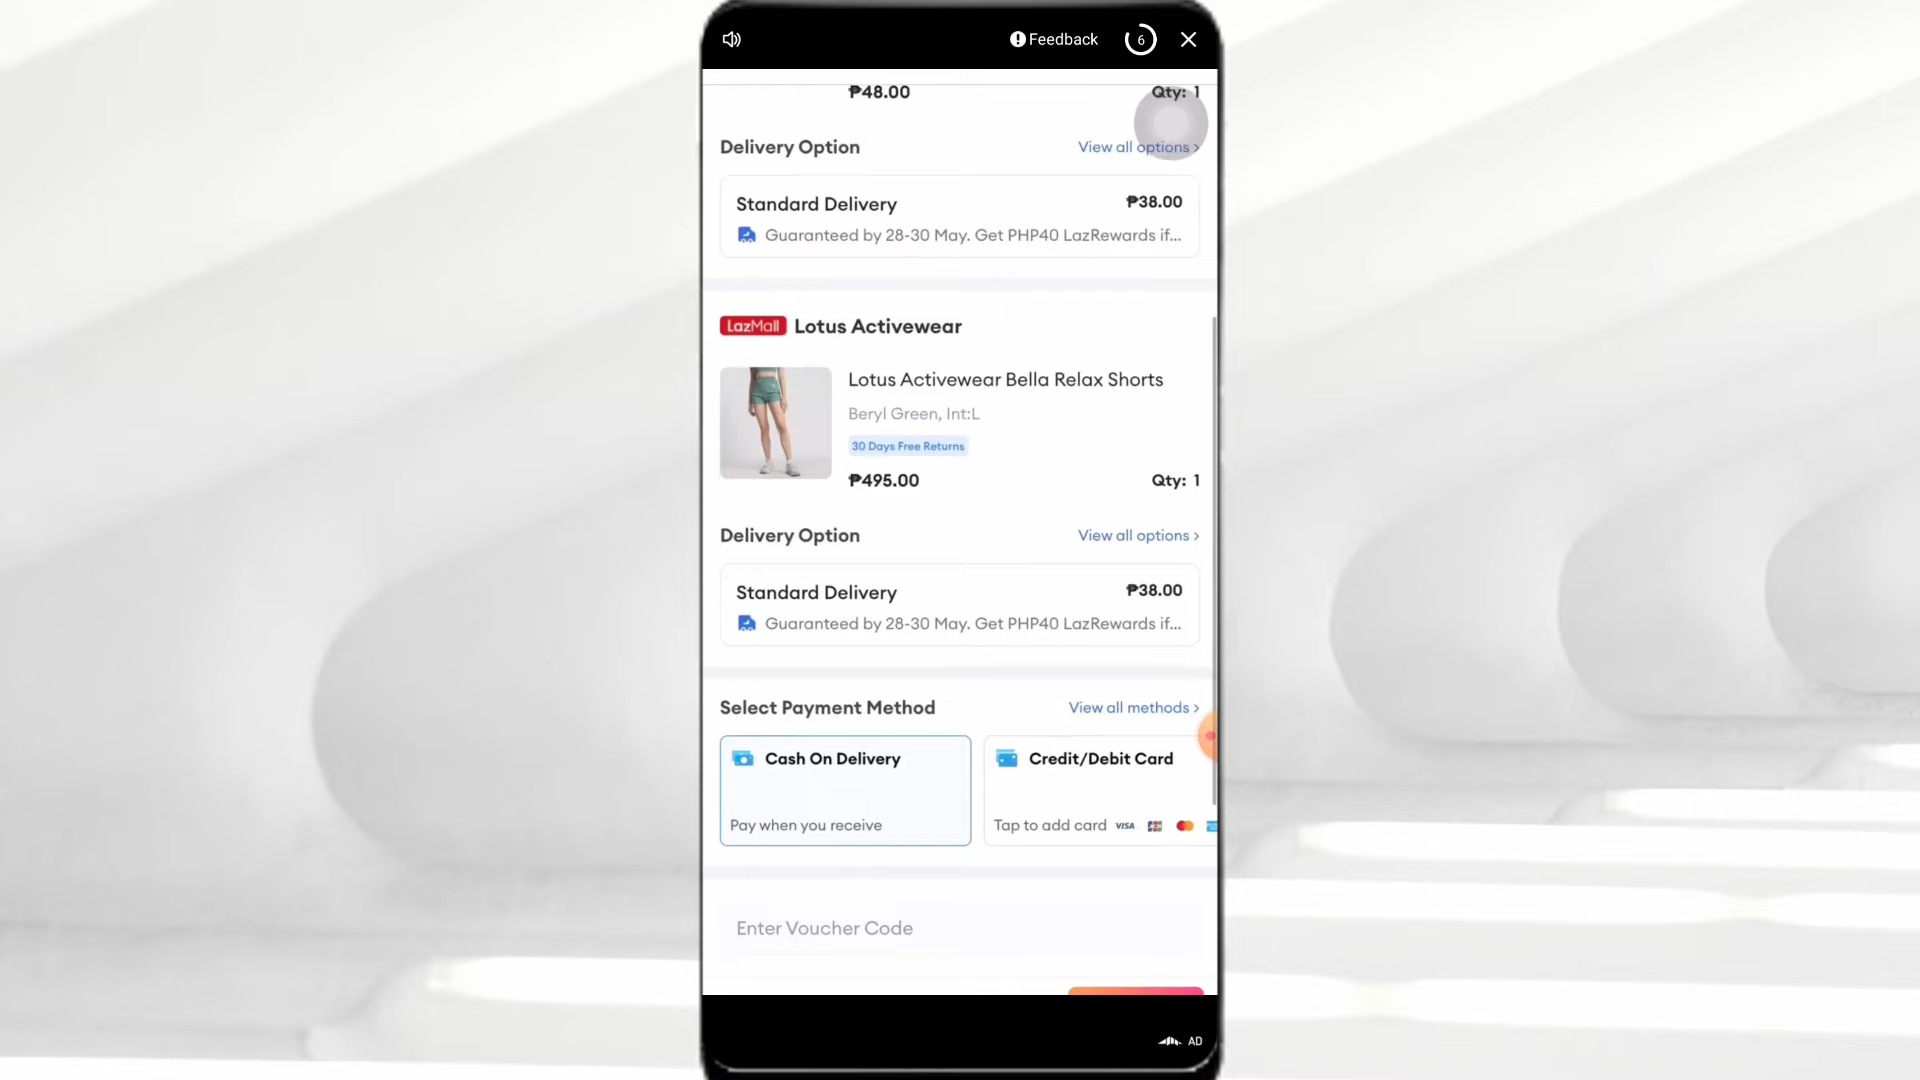 Feedback
6
₱48.00
Qty: 1
Delivery Option
View all options >
Standard Delivery
₱38.00
Guaranteed by 28-30 May. Get PHP40 LazRewards if...
LazMall Lotus Activewear
Lotus Activewear Bella Relax Shorts
Beryl Green, Int:L
30 Days Free Returns
₱495.00
Qty: 1
Delivery Option
View all options >
Standard Delivery
₱38.00
Guaranteed by 28-30 May. Get PHP40 LazRewards if...
Select Payment Method
View all methods >
Cash On Delivery
Credit/Debit Card
Pay when you receive
Tap to add card VISA JCB
Enter Voucher Code
AD